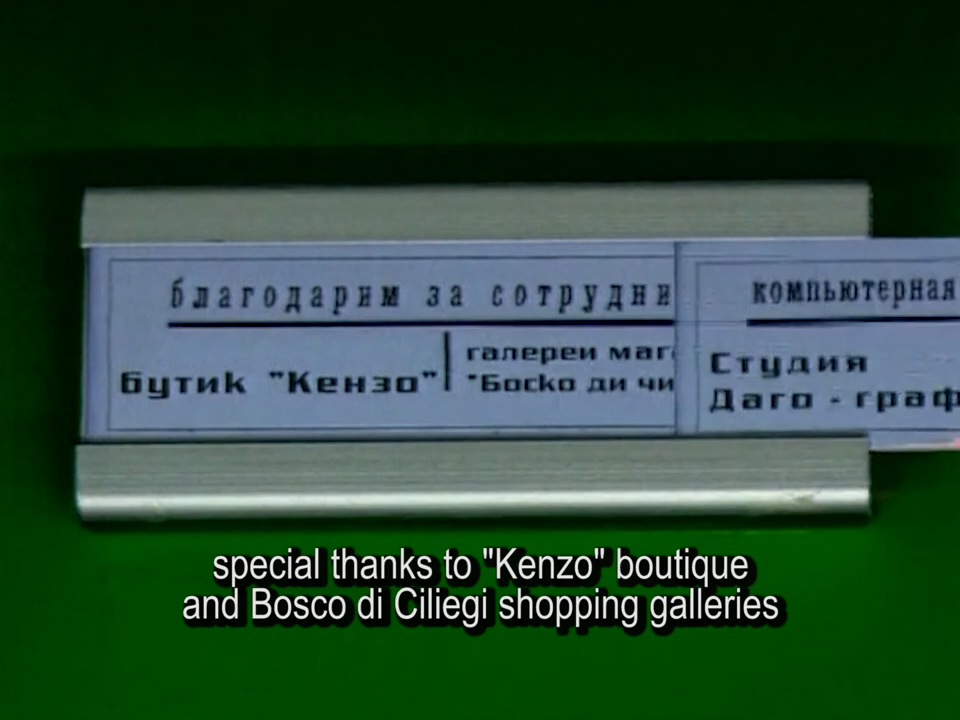 благодарим за сотрудни
бутик "Кензо"
галереи маг
"Боско ди чи
компьютерная
Студия
Даго - граф
special thanks to "Kenzo" boutique
and Bosco di Ciliegi shopping galleries